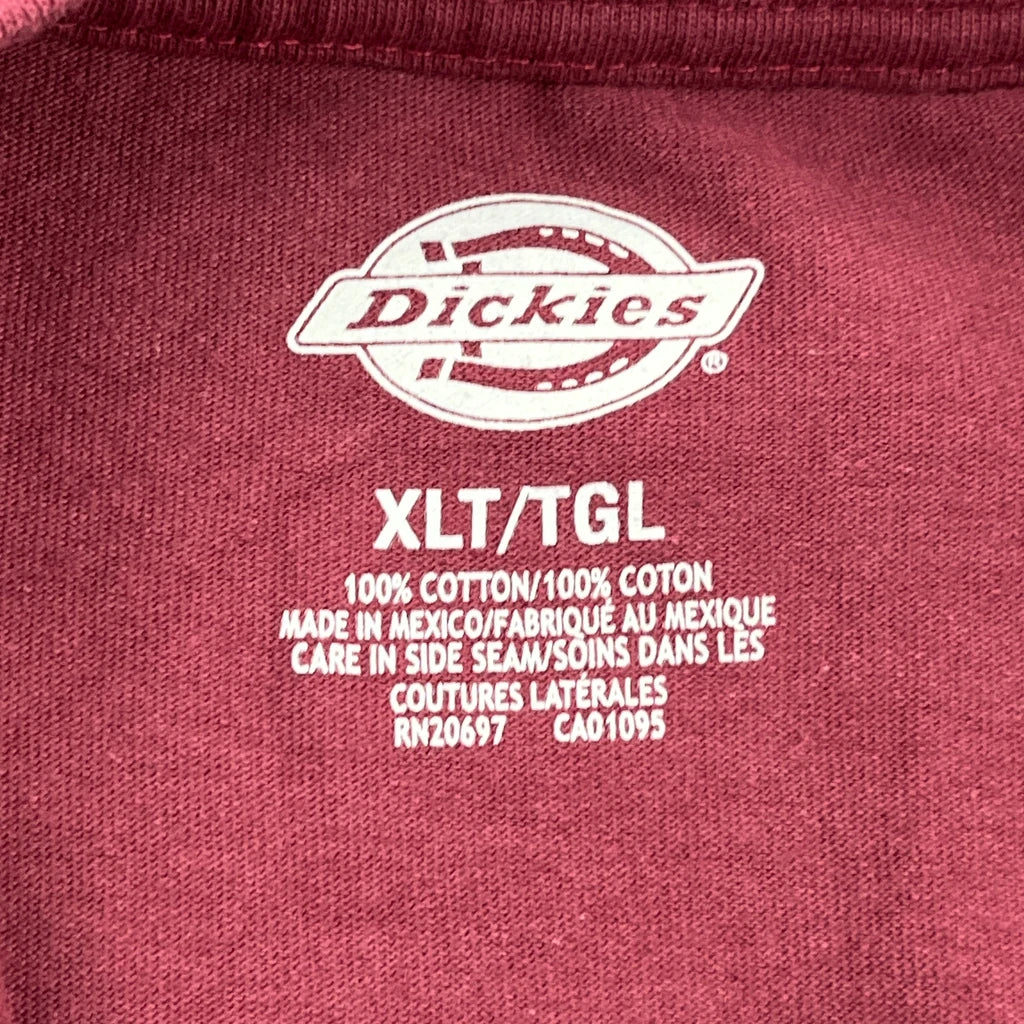 Dickies
®
XLT/TGL
100% COTTON/100% COTON
MADE IN MEXICO/FABRIQUÉ AU MEXIQUE
CARE IN SIDE SEAM/SOINS DANS LES
COUTURES LATÉRALES
RN20697 CA01095